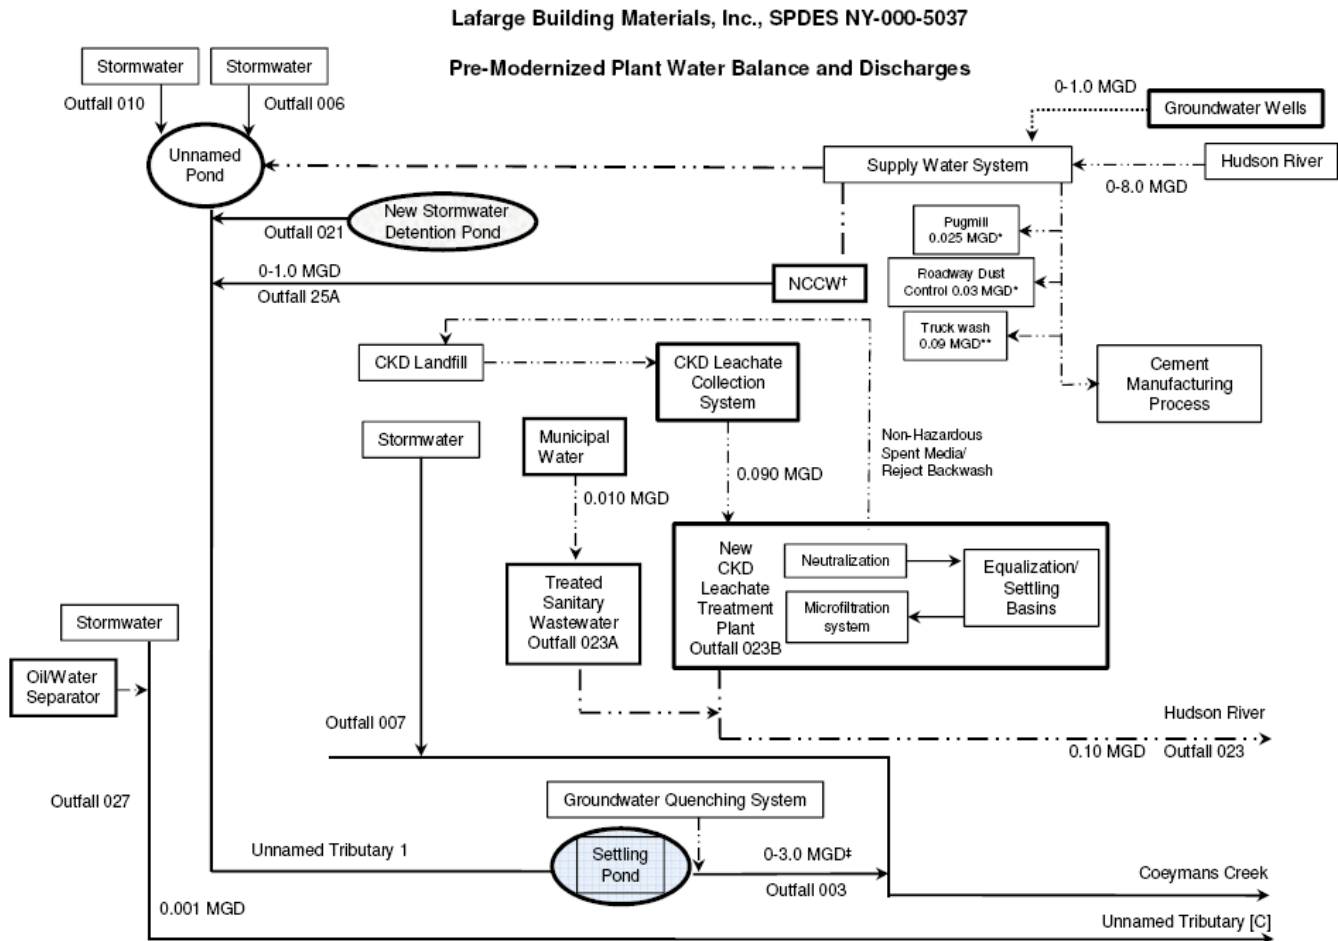 Lafarge Building Materials, Inc., SPDES NY-000-5037
Pre-Modernized Plant Water Balance and Discharges
Stormwater
Stormwater
Outfall 010
Outfall 006
0-1.0 MGD
Groundwater Wells
Unnamed
Pond
Supply Water System
Hudson River
0-8.0 MGD
New Stormwater
Detention Pond
Outfall 021
Pugmill
0.025 MGD*
0-1.0 MGD
Outfall 25A
NCCW†
Roadway Dust
Control 0.03 MGD*
Truck wash
0.09 MGD**
CKD Landfill
CKD Leachate
Collection
System
Cement
Manufacturing
Process
Stormwater
Municipal
Water
Non-Hazardous
Spent Media/
Reject Backwash
0.090 MGD
0.010 MGD
New
CKD
Leachate
Treatment
Plant
Outfall 023B
Neutralization
Equalization/
Settling
Basins
Microfiltration
system
Treated
Sanitary
Wastewater
Outfall 023A
Stormwater
Oil/Water
Separator
Outfall 007
Hudson River
0.10 MGD
Outfall 023
Outfall 027
Groundwater Quenching System
Unnamed Tributary 1
Settling
Pond
0-3.0 MGD‡
Outfall 003
Coeymans Creek
0.001 MGD
Unnamed Tributary [C]